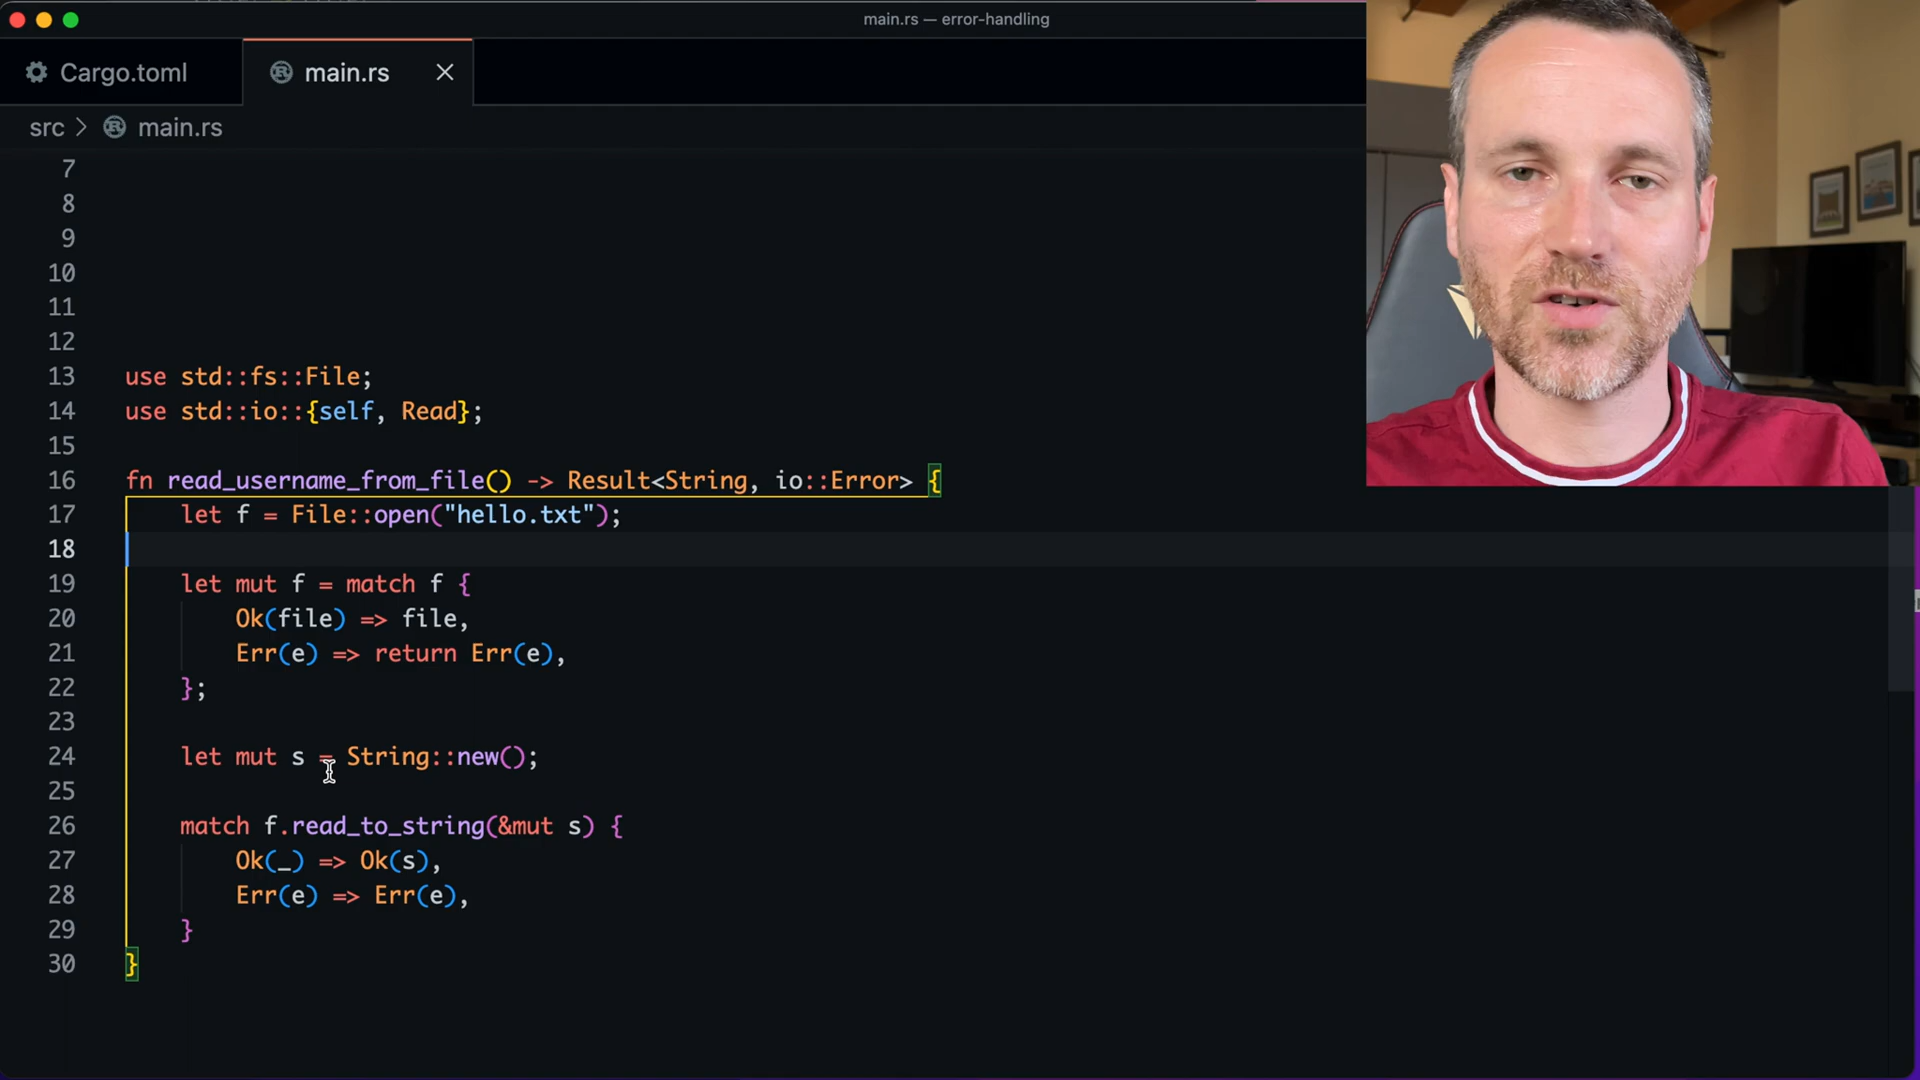 main.rs — error-handling
Cargo.toml
main.rs
src > main.rs
7
8
9
10
11
12
13 use std::fs::File;
14 use std::io::{self, Read};
15
16 fn read_username_from_file() -> Result<String, io::Error> {
17     let f = File::open("hello.txt");
18
19     let mut f = match f {
20         Ok(file) => file,
21         Err(e) => return Err(e),
22     };
23
24     let mut s = String::new();
25
26     match f.read_to_string(&mut s) {
27         Ok(_) => Ok(s),
28         Err(e) => Err(e),
29     }
30 }